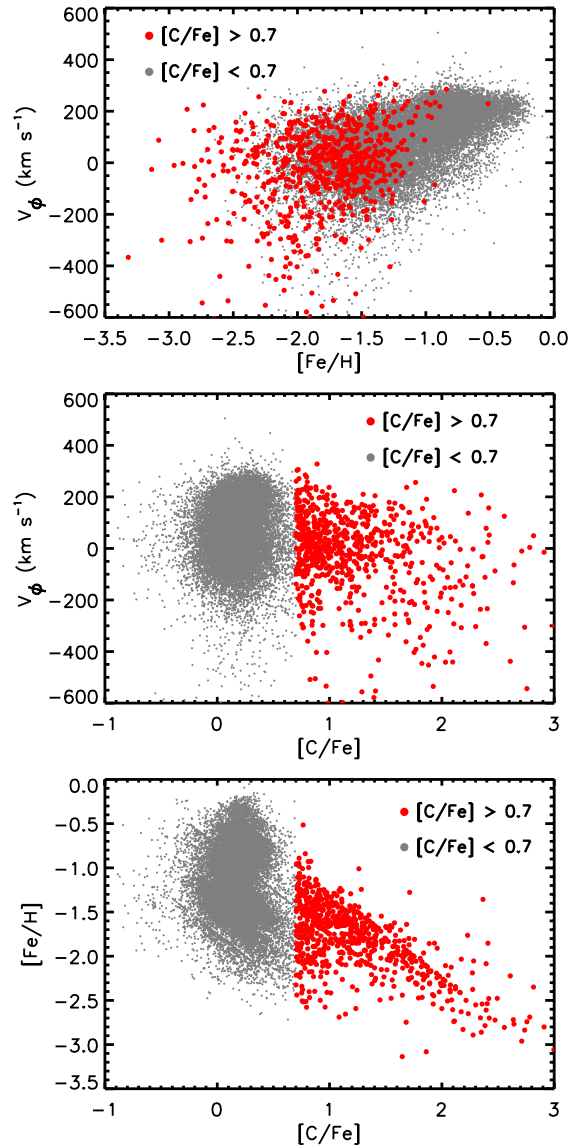 600
400
200
0
−200
−400
−600
V_ϕ (km s⁻¹)
[C/Fe] > 0.7
[C/Fe] < 0.7
−3.5 −3.0 −2.5 −2.0 −1.5 −1.0 −0.5 0.0
[Fe/H]
600
400
200
0
−200
−400
−600
V_ϕ (km s⁻¹)
[C/Fe] > 0.7
[C/Fe] < 0.7
−1 0 1 2 3
[C/Fe]
0.0
−0.5
−1.0
−1.5
−2.0
−2.5
−3.0
−3.5
[Fe/H]
[C/Fe] > 0.7
[C/Fe] < 0.7
−1 0 1 2 3
[C/Fe]